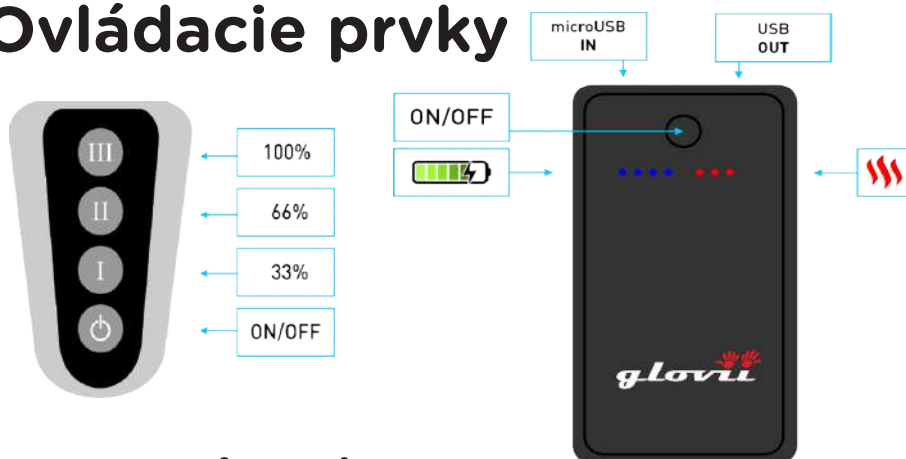 Ovládacie prvky
microUSB
IN
USB
OUT
III
100%
II
66%
I
33%
ON/OFF
ON/OFF
glovii